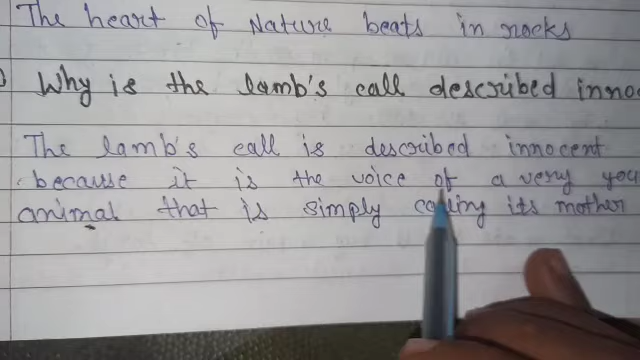 The heart of Nature beats in rocks
Why is the lamb's call described inno
The lamb's call is described innocent
because it is the voice of a very you
animal that is simply calling its mother